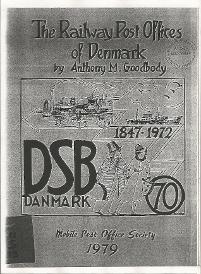 The Railway Post Offices
of Denmark
by Anthony M. Goodbody
1847-1972
DSB
DANMARK
70
Mobile Post Office Society
1979